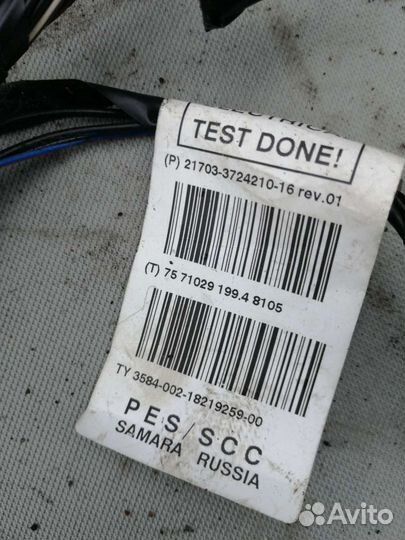 TEST DONE!
(P) 21703-3724210-16 rev.01
(T) 75 71029 199.4 8105
TY 3584-002-18219259-00
PES/SCC
SAMARA RUSSIA
Avito